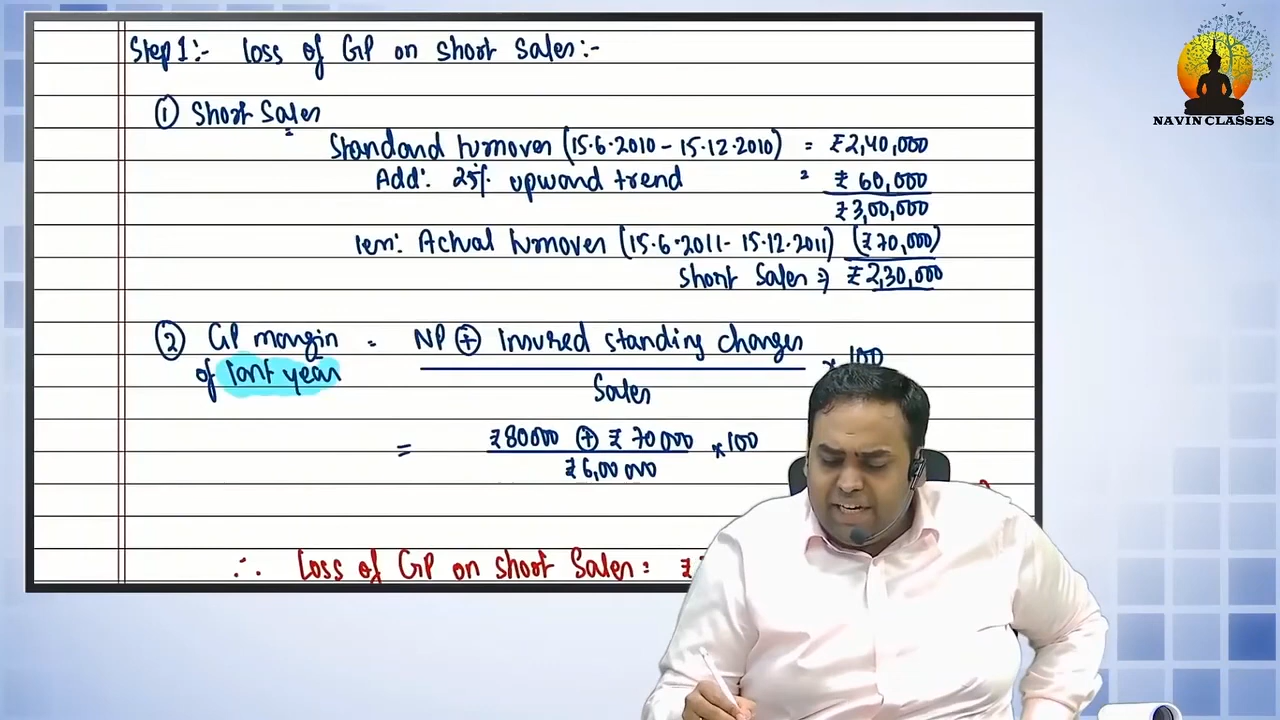 Step 1:- Loss of GP on short sales:-
① Short Sales
Standard turnover (15.6.2010 - 15.12.2010) = ₹2,40,000
Add: 25% upward trend = ₹ 60,000
₹3,00,000
less: Actual turnover (15.6.2011 - 15.12.2011) (₹70,000)
Short Sales ⇒ ₹2,30,000
② GP margin = NP ⊕ Insured standing charges
of last year x 100
Sales
= ₹80000 ⊕ ₹70000 x 100
₹6,00000
∴ Loss of GP on short Sales = ₹
NAVIN CLASSES